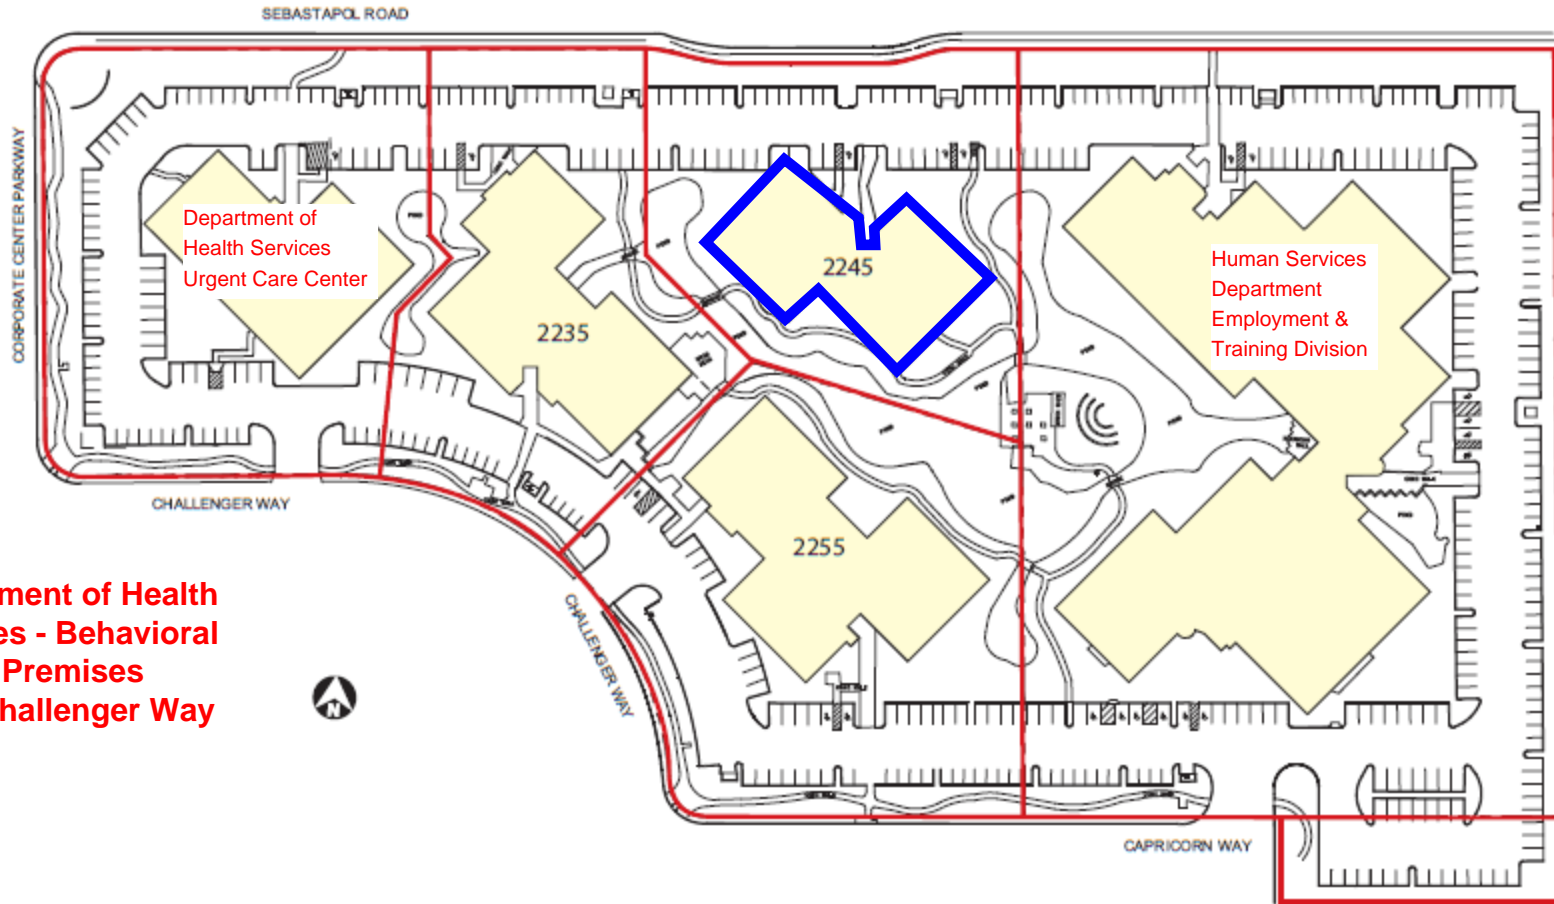 SEBASTAPOL ROAD
CORPORATE CENTER PARKWAY
Department of
Health Services
Urgent Care Center
2235
2245
Human Services
Department
Employment &
Training Division
2255
CHALLENGER WAY
CHALLENGER WAY
ment of Health
es - Behavioral
Premises
hallenger Way
N
CAPRICORN WAY